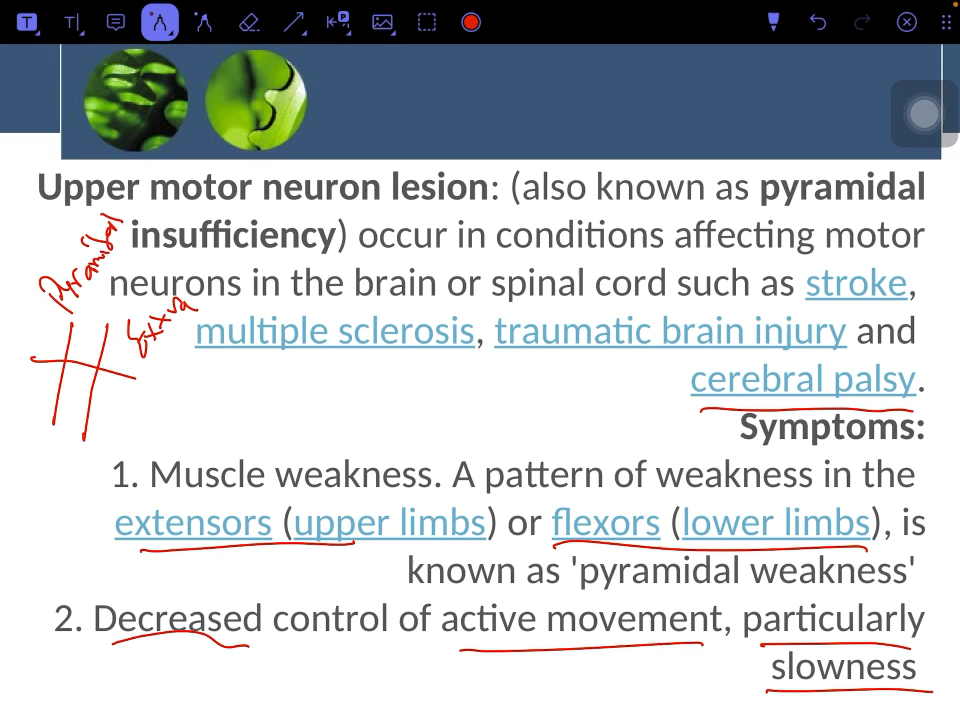 Upper motor neuron lesion: (also known as pyramidal
insufficiency) occur in conditions affecting motor
neurons in the brain or spinal cord such as stroke,
multiple sclerosis, traumatic brain injury and
cerebral palsy.
Pyramidal
Extra
Symptoms:
1. Muscle weakness. A pattern of weakness in the
extensors (upper limbs) or flexors (lower limbs), is
known as 'pyramidal weakness'
2. Decreased control of active movement, particularly
slowness